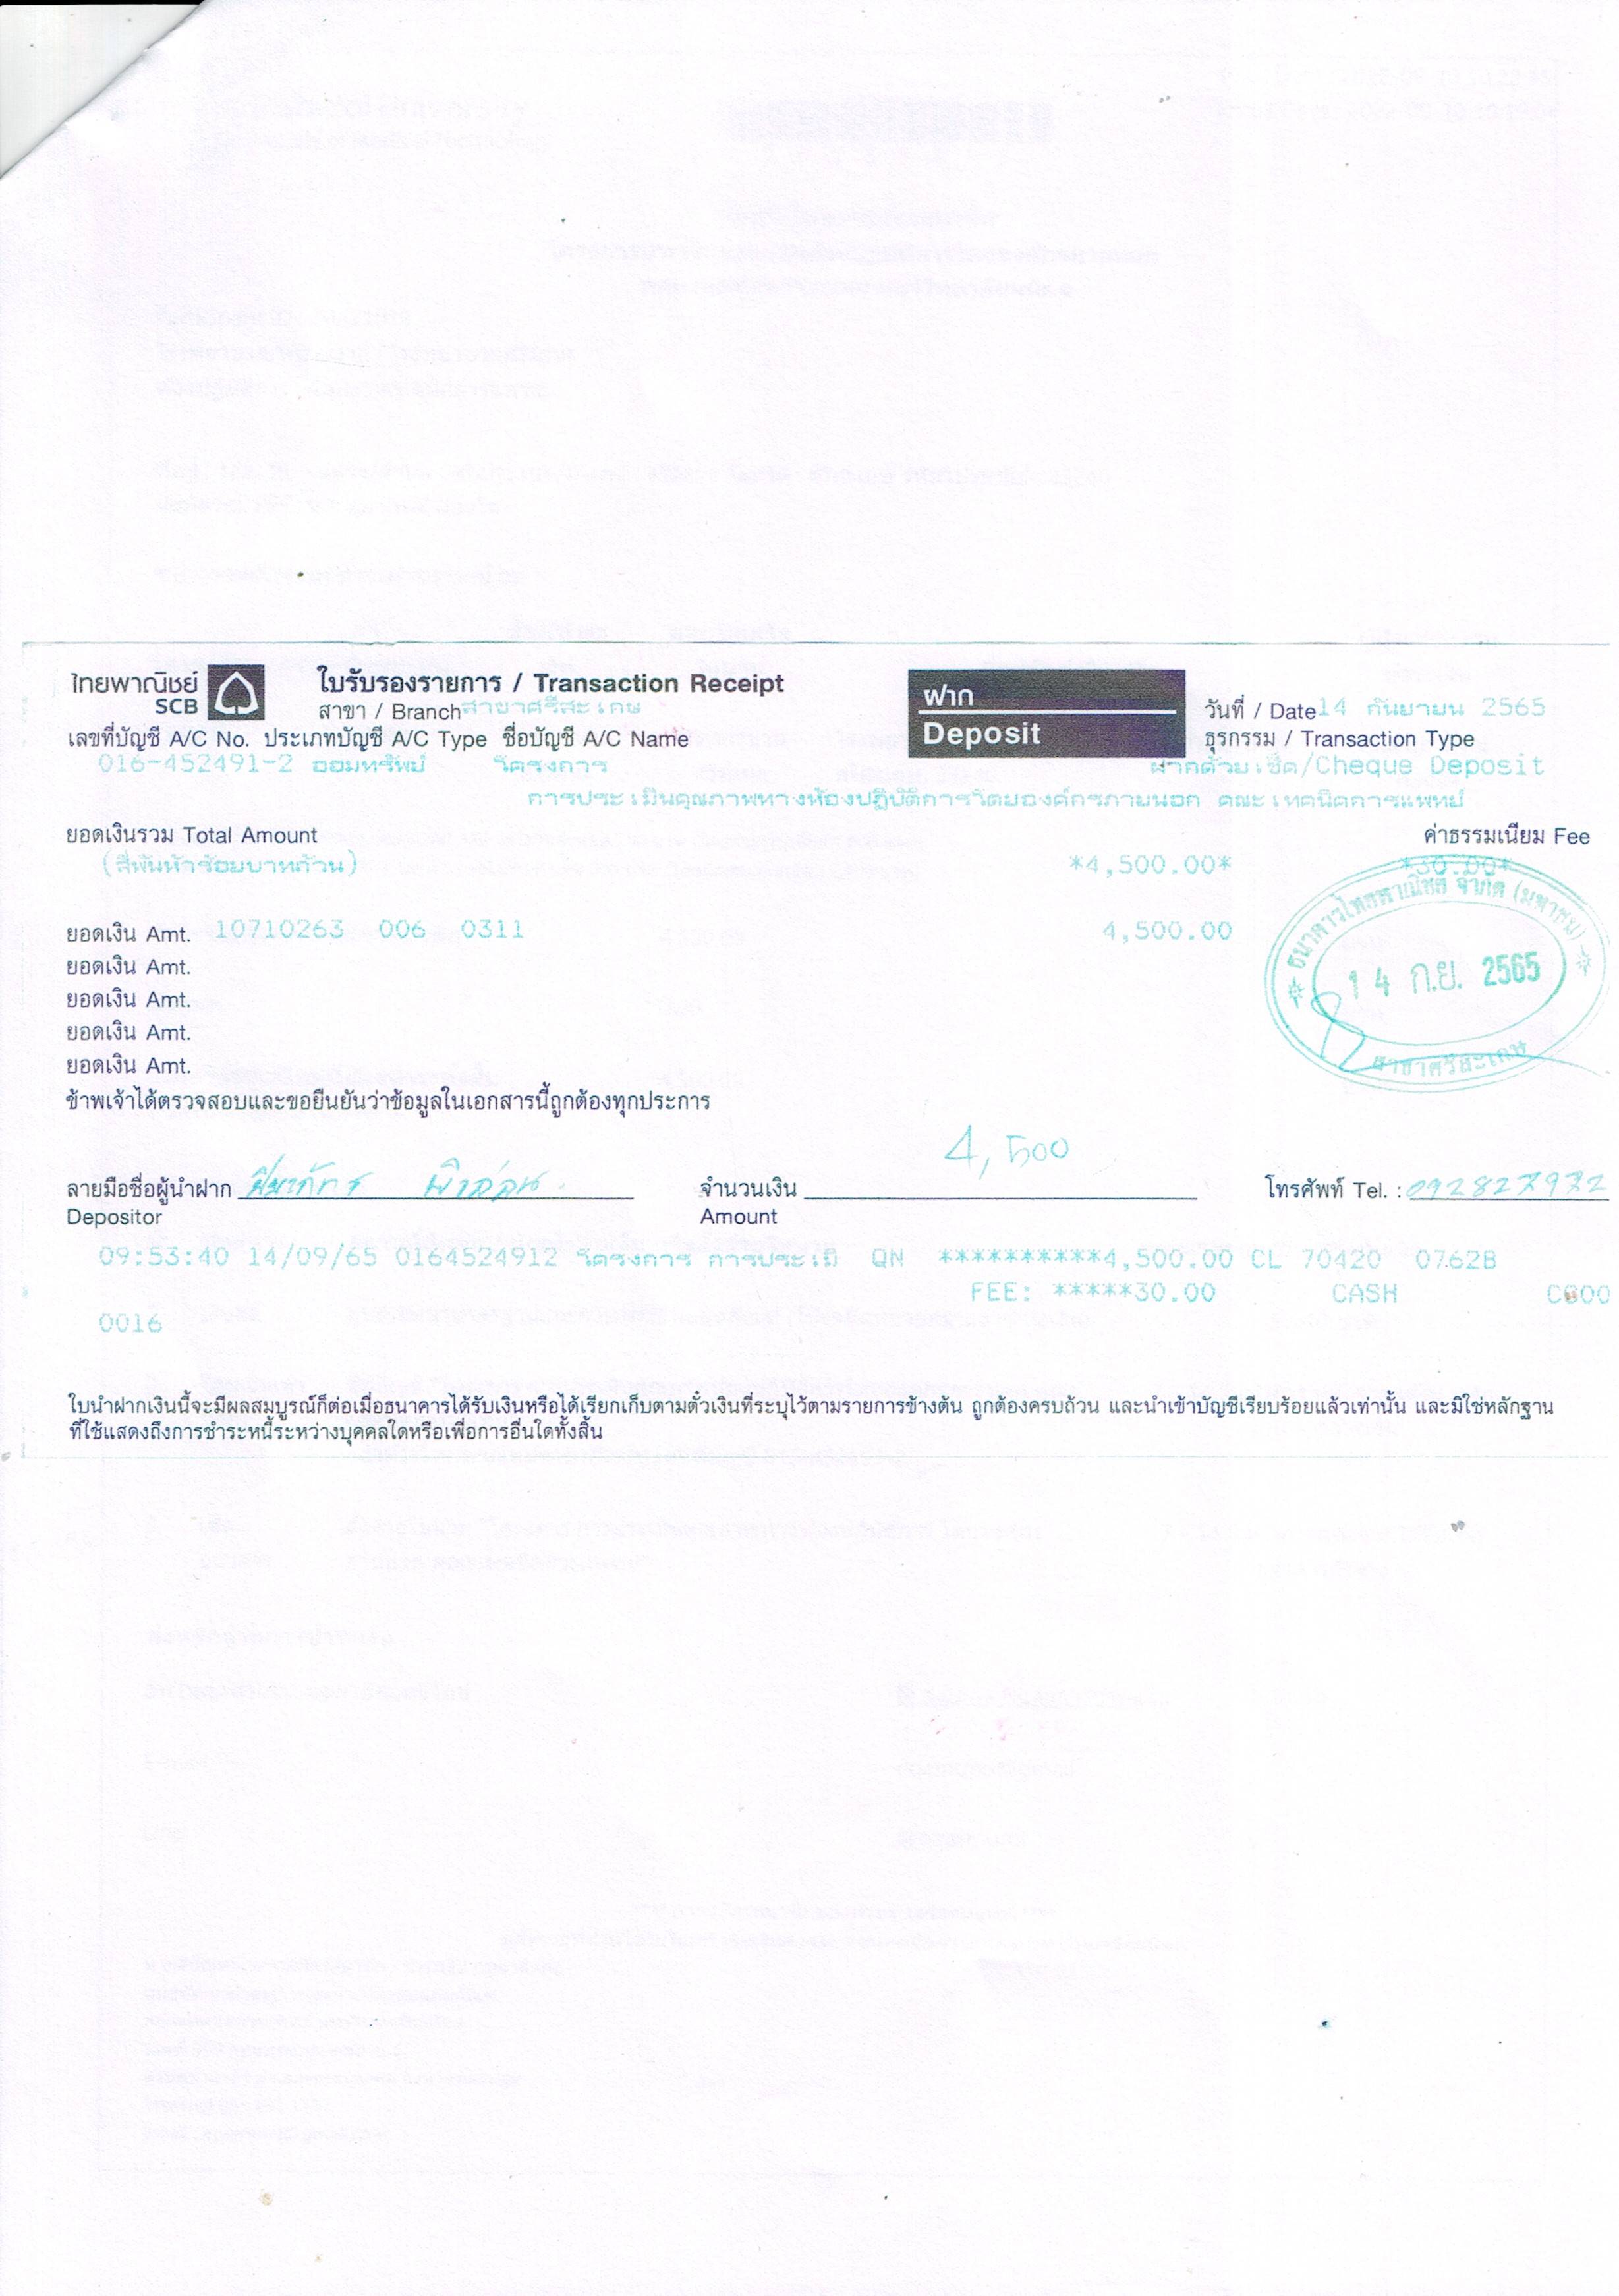 ไทยพาณิชย์
SCB
ใบรับรองรายการ / Transaction Receipt
สาขา / Branch สาขาศรีสะเกษ
ฝาก
Deposit
วันที่ / Date 14 กันยายน 2565
เลขที่บัญชี A/C No. ประเภทบัญชี A/C Type ชื่อบัญชี A/C Name
ธุรกรรม / Transaction Type
016-452491-2 ออมทรัพย์ โครงการ
ฝากด้วยเช็ค/Cheque Deposit
การประเมินคุณภาพทางห้องปฏิบัติการโดยองค์กรภายนอก คณะเทคนิคการแพทย์
ยอดเงินรวม Total Amount
ค่าธรรมเนียม Fee
(สี่พันห้าร้อยบาทถ้วน) *4,500.00* *30.00*
ยอดเงิน Amt. 10710263 006 0311 4,500.00
ยอดเงิน Amt.
ยอดเงิน Amt.
ยอดเงิน Amt.
ยอดเงิน Amt.
ธนาคารไทยพาณิชย์ จำกัด (มหาชน)
14 ก.ย. 2565
สาขาศรีสะเกษ
ข้าพเจ้าได้ตรวจสอบและขอยืนยันว่าข้อมูลในเอกสารนี้ถูกต้องทุกประการ
ลายมือชื่อผู้นำฝาก
Depositor
จำนวนเงิน 4,500
Amount
โทรศัพท์ Tel. : 092827972
09:53:40 14/09/65 0164524912 โครงการ การประเมิ QN **********4,500.00 CL 70420 0762B
FEE: *****30.00 CASH C600
0016
ใบนำฝากเงินนี้จะมีผลสมบูรณ์ก็ต่อเมื่อธนาคารได้รับเงินหรือได้เรียกเก็บตามตั๋วเงินที่ระบุไว้ตามรายการข้างต้น ถูกต้องครบถ้วน และนำเข้าบัญชีเรียบร้อยแล้วเท่านั้น และมิใช่หลักฐาน
ที่ใช้แสดงถึงการชำระหนี้ระหว่างบุคคลใดหรือเพื่อการอื่นใดทั้งสิ้น